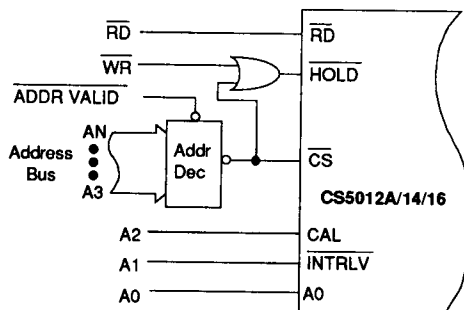 RD RD
WR HOLD
ADDR VALID
AN
Address Bus
A3
Addr Dec
CS
CS5012A/14/16
A2 CAL
A1 INTRLV
A0 A0